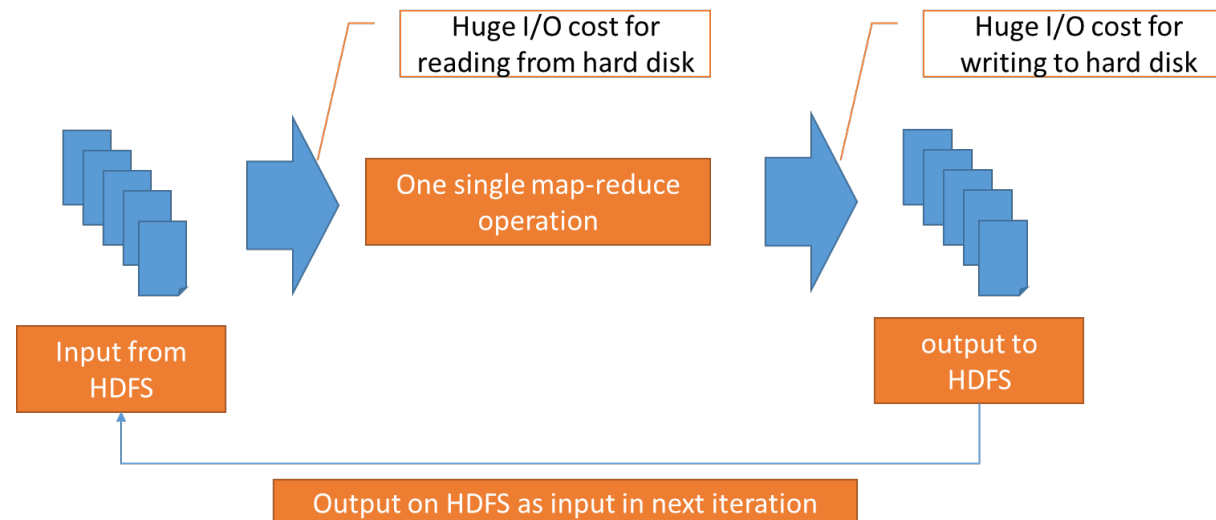 Huge I/O cost for
reading from hard disk
Huge I/O cost for
writing to hard disk
One single map-reduce
operation
Input from
HDFS
output to
HDFS
Output on HDFS as input in next iteration